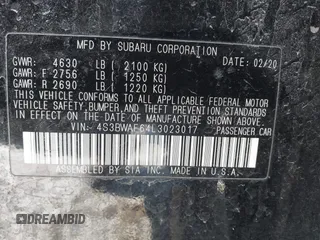 MFD BY SUBARU CORPORATION
DATE: 02/20
GVWR: 4630 LB ( 2100 KG)
GAWR: F 2756 LB ( 1250 KG)
GAWR: R 2690 LB ( 1220 KG)
THIS VEHICLE CONFORMS TO ALL APPLICABLE FEDERAL MOTOR
VEHICLE SAFETY, BUMPER, AND THEFT PREVENTION STANDARDS
IN EFFECT ON THE DATE OF MANUFACTURE SHOWN ABOVE.
VIN: 4S3BWAF64L3023017 PASSENGER CAR
ASSEMBLED BY SIA INC. MADE IN U.S.A.
DREAMBID